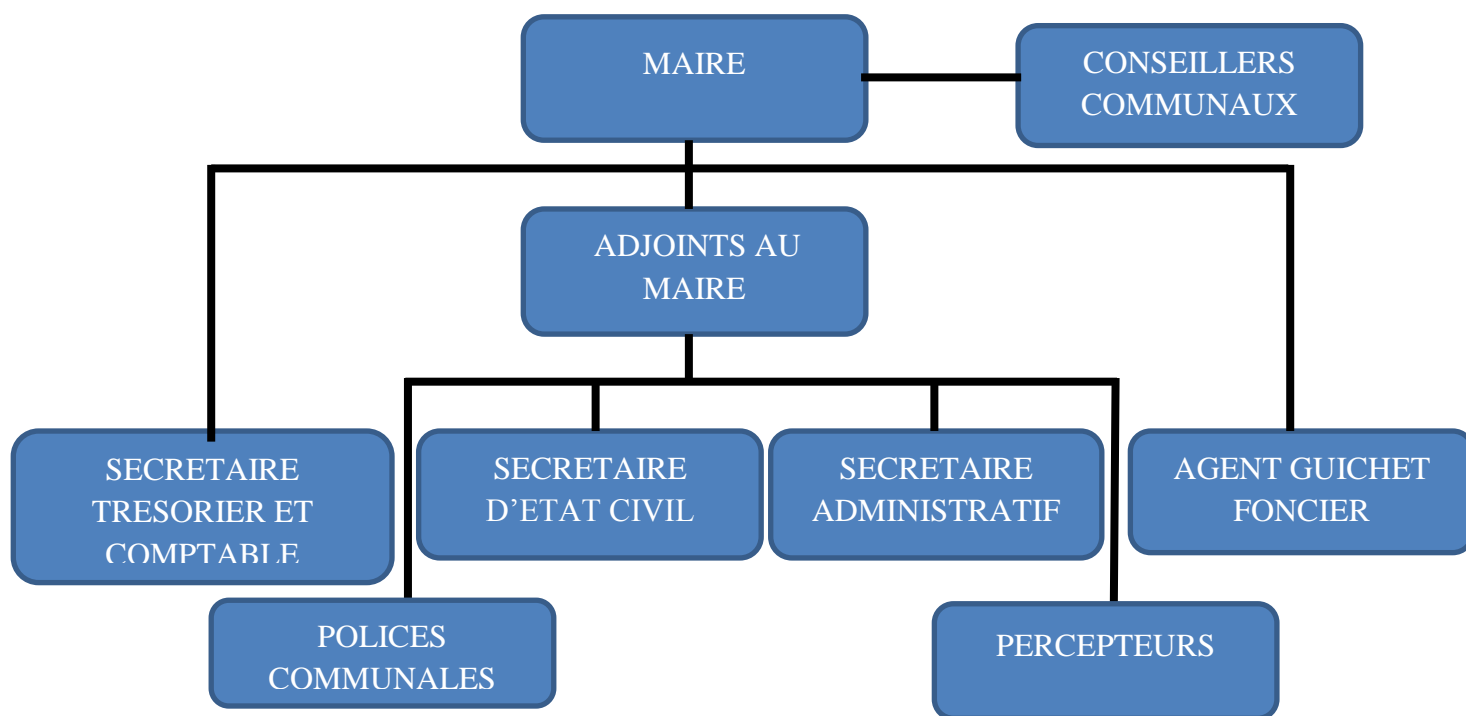 MAIRE
CONSEILLERS
COMMUNAUX
ADJOINTS AU
MAIRE
SECRETAIRE
TRESORIER ET
COMPTABLE
SECRETAIRE
D’ETAT CIVIL
SECRETAIRE
ADMINISTRATIF
AGENT GUICHET
FONCIER
POLICES
COMMUNALES
PERCEPTEURS